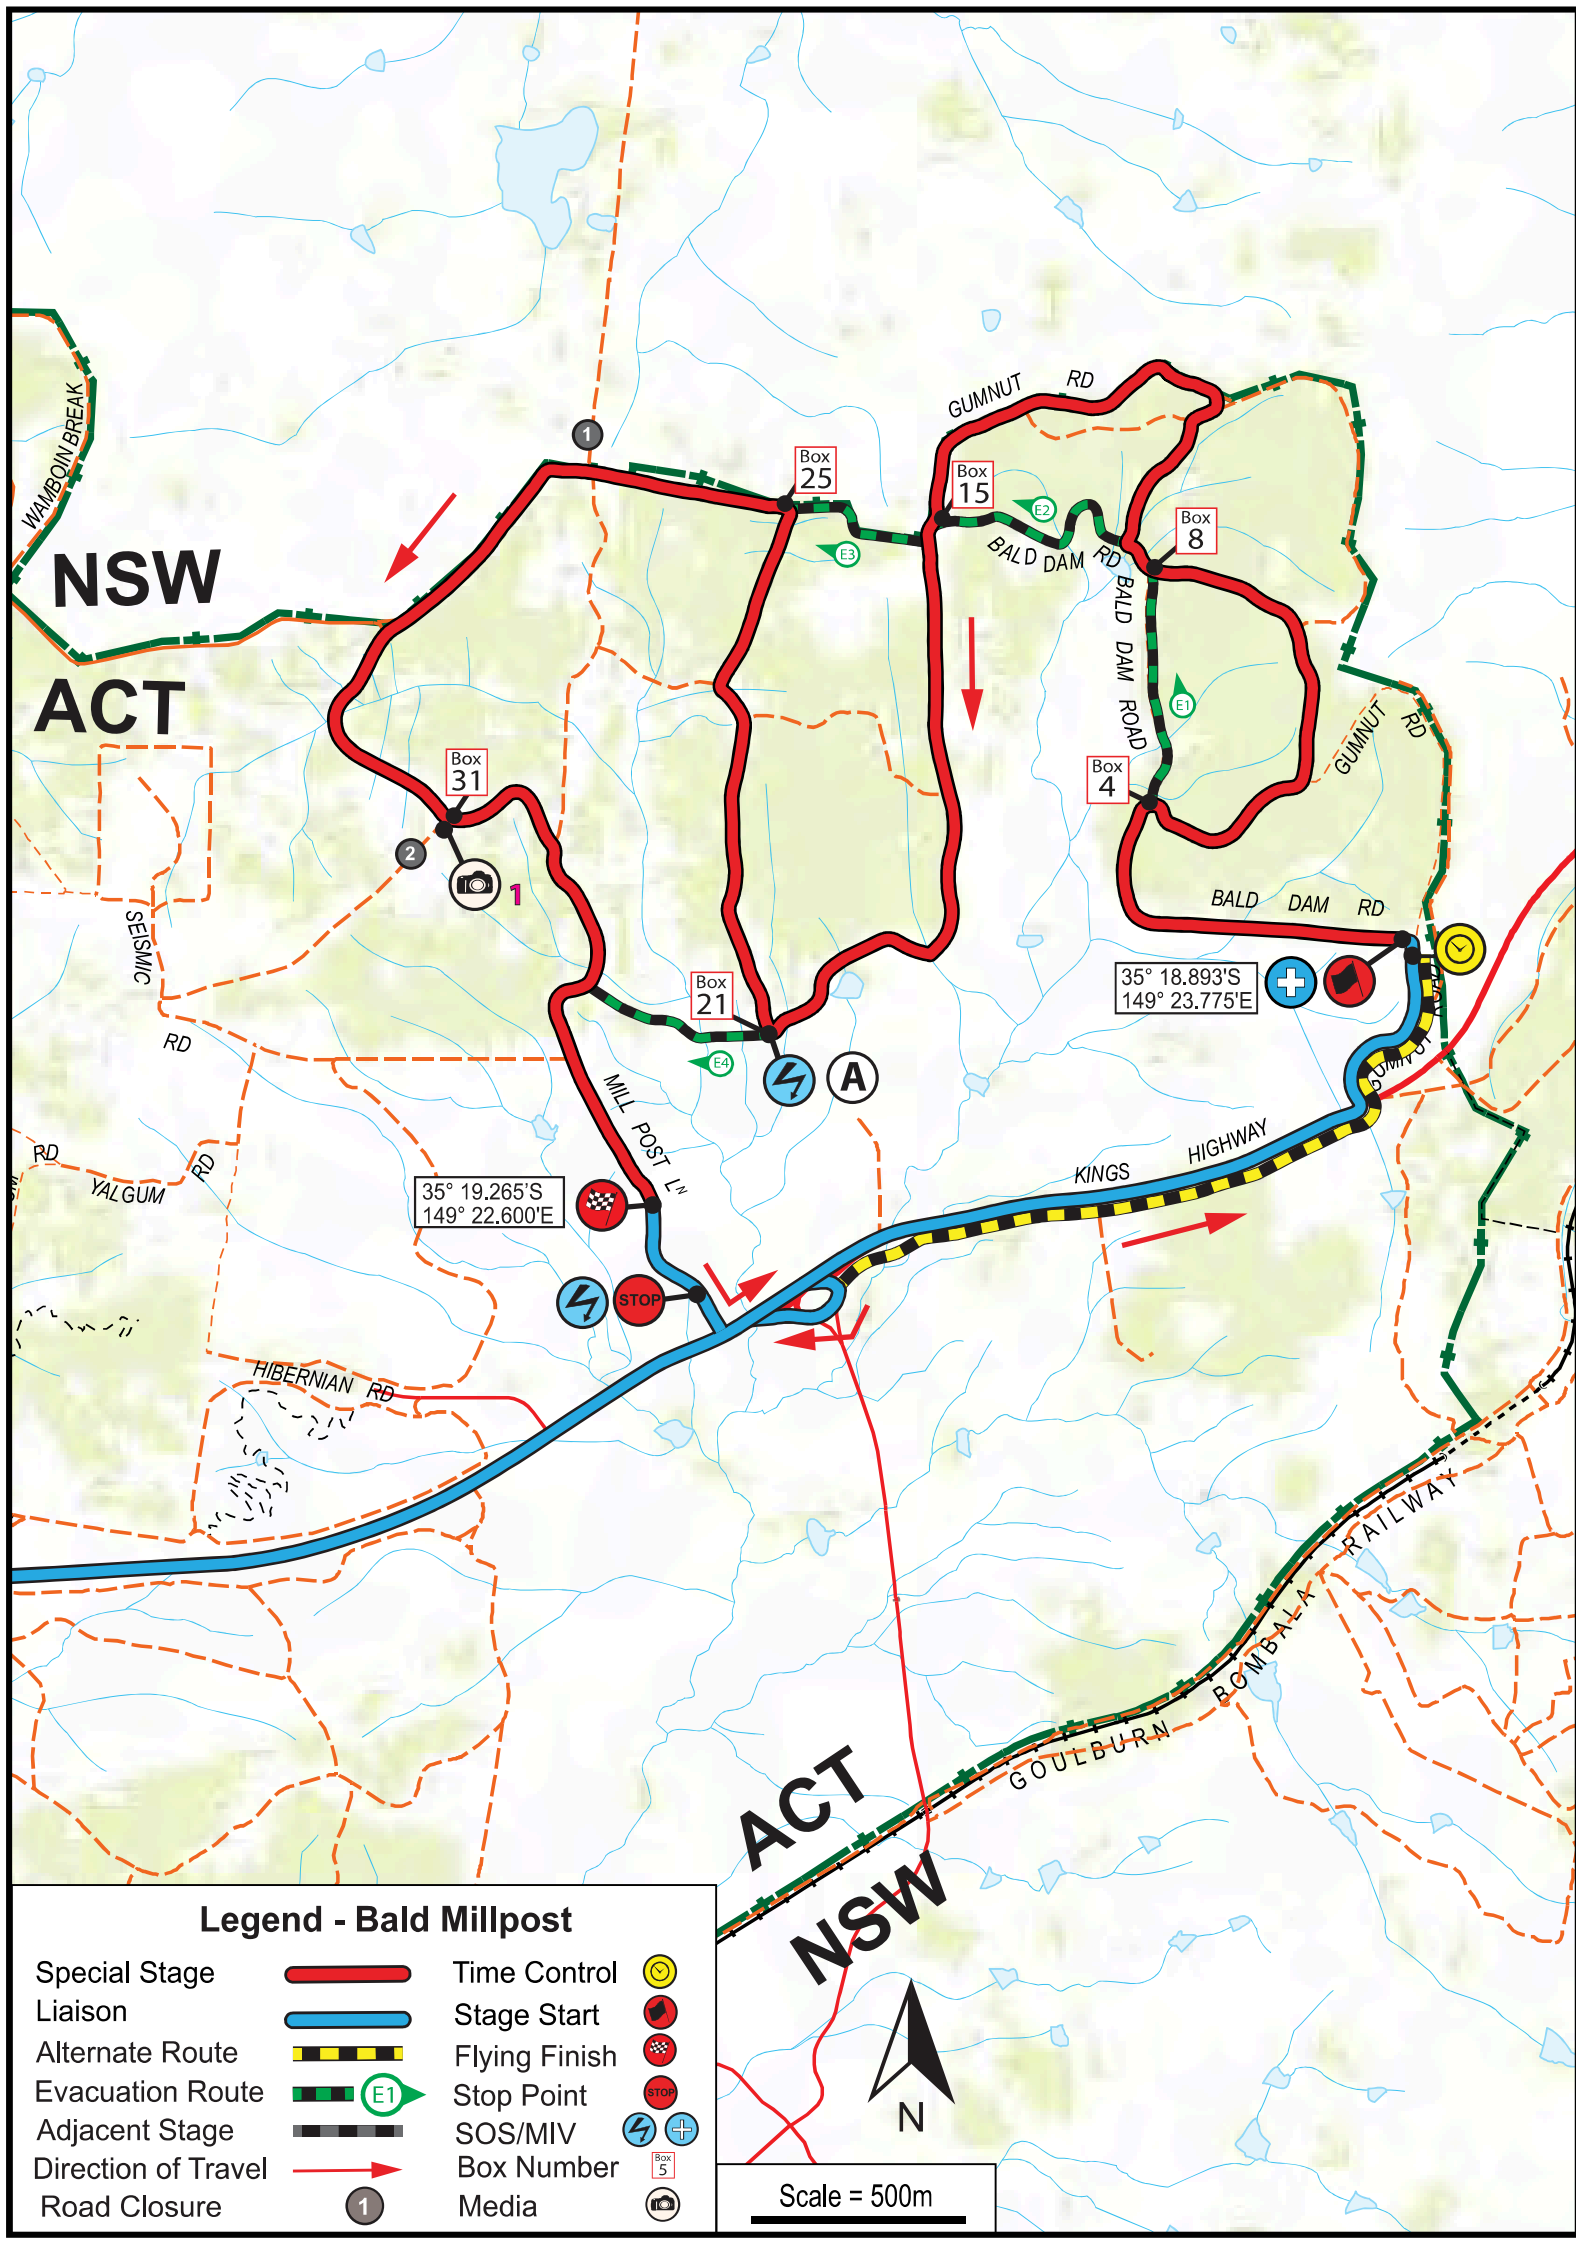 GUMNUT RD
WAMBOIN BREAK
1
Box
25
Box
15
E2
Box
8
E3
BALD DAM RD
NSW
ACT
BALD DAM ROAD
E1
GUMNUT RD
Box
31
Box
4
2
1
BALD DAM RD
SEISMIC
RD
35° 18.893'S
149° 23.775'E
Box
21
E4
A
GUMNUT
MILL POST LN
KINGS HIGHWAY
RD
YALGUM
RD
35° 19.265'S
149° 22.600'E
STOP
HIBERNIAN RD
GOULBURN BOMBALA RAILWAY
ACT
NSW
Legend - Bald Millpost
Special Stage
Time Control
Liaison
Stage Start
Alternate Route
Flying Finish
Evacuation Route
E1
Stop Point
STOP
Adjacent Stage
SOS/MIV
Direction of Travel
Box Number
Box
5
Road Closure
1
Media
N
Scale = 500m